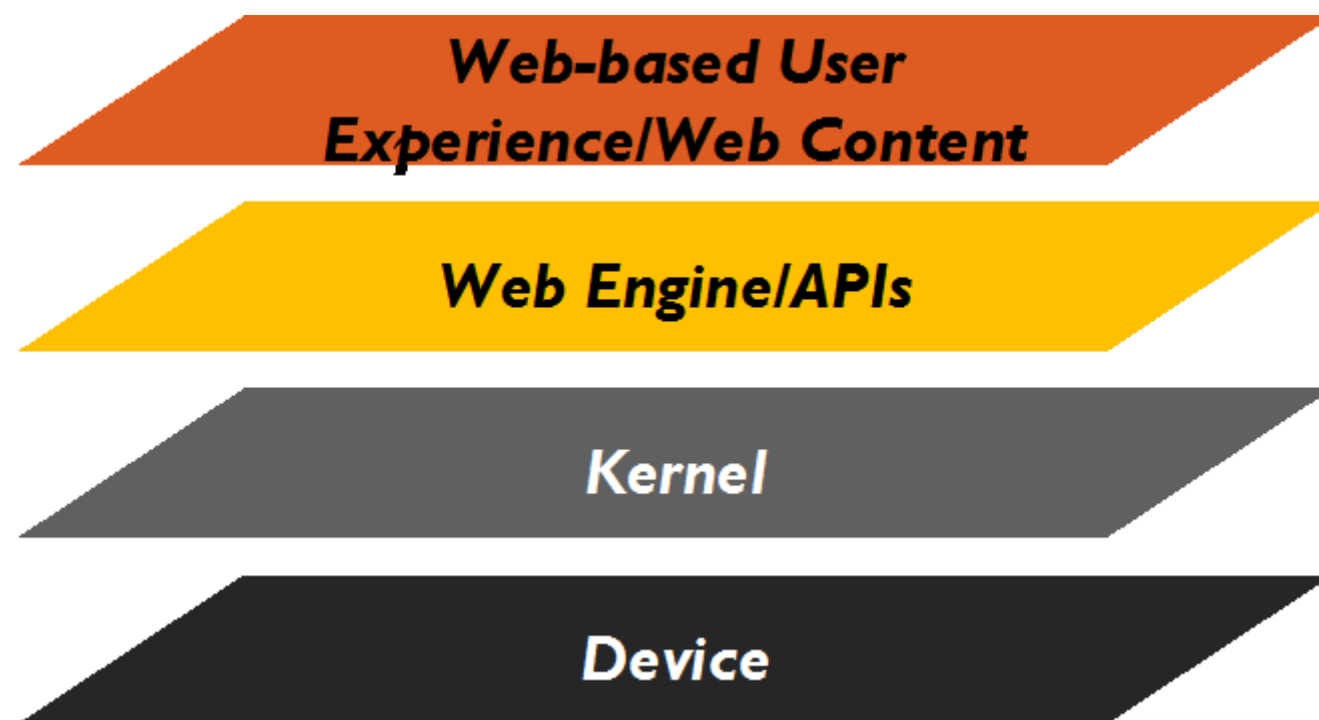 Web-based User
Experience/Web Content
Web Engine/APIs
Kernel
Device